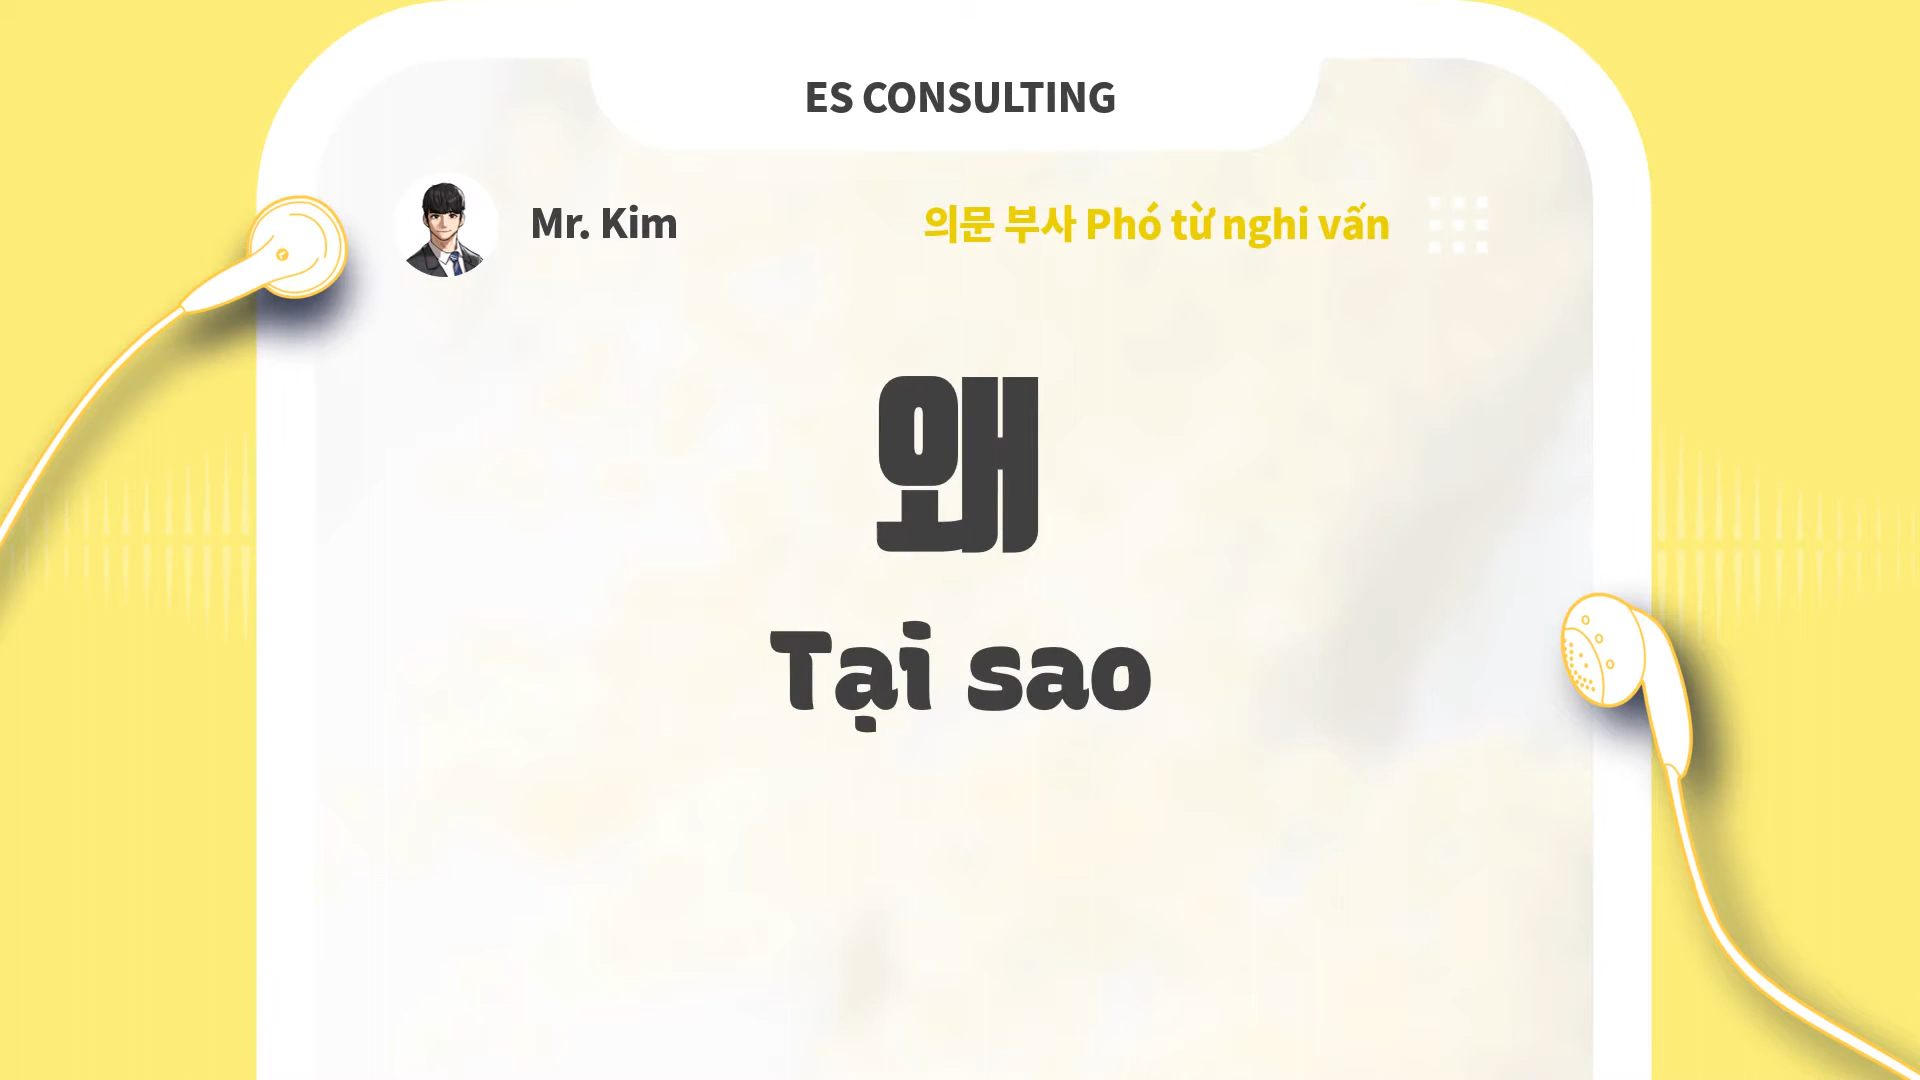 ES CONSULTING
Mr. Kim
의문 부사 Phó từ nghi vấn
왜
Tại sao